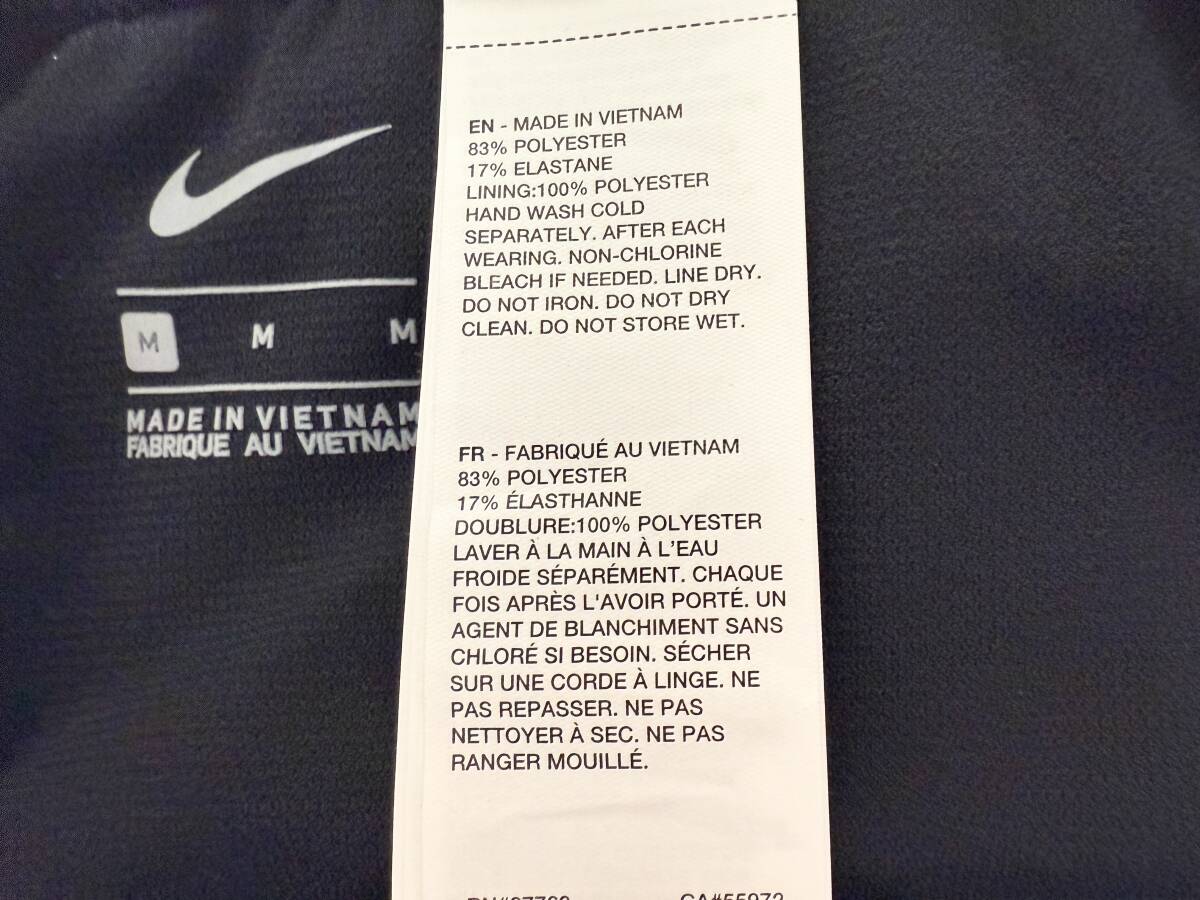 M M M
MADE IN VIETNAM
FABRIQUE AU VIETNAM
EN - MADE IN VIETNAM
83% POLYESTER
17% ELASTANE
LINING:100% POLYESTER
HAND WASH COLD
SEPARATELY. AFTER EACH
WEARING. NON-CHLORINE
BLEACH IF NEEDED. LINE DRY.
DO NOT IRON. DO NOT DRY
CLEAN. DO NOT STORE WET.
FR - FABRIQUÉ AU VIETNAM
83% POLYESTER
17% ÉLASTHANNE
DOUBLURE:100% POLYESTER
LAVER À LA MAIN À L'EAU
FROIDE SÉPARÉMENT. CHAQUE
FOIS APRÈS L'AVOIR PORTÉ. UN
AGENT DE BLANCHIMENT SANS
CHLORÉ SI BESOIN. SÉCHER
SUR UNE CORDE À LINGE. NE
PAS REPASSER. NE PAS
NETTOYER À SEC. NE PAS
RANGER MOUILLÉ.